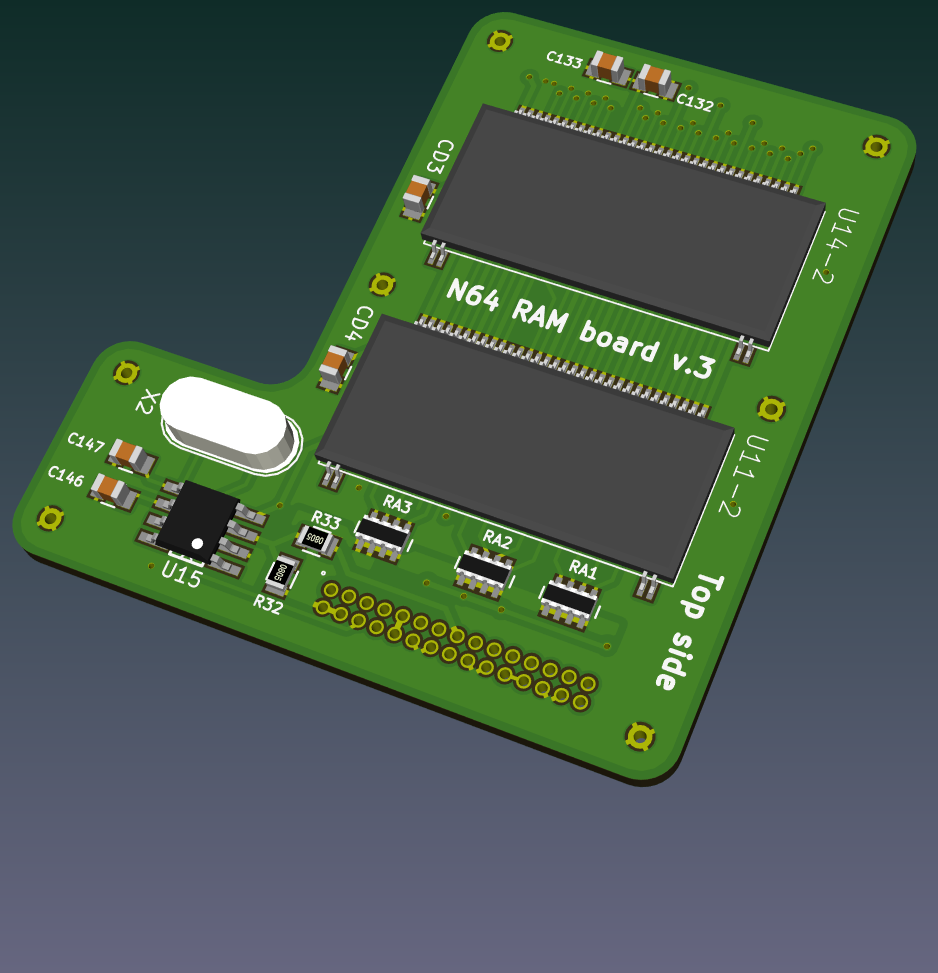 C133
C132
CD3
U14-2
N64 RAM board v.3
CD4
X2
U11-2
C147
C146
RA3
R33
0805
RA2
RA1
U15
0805
R32
Top side